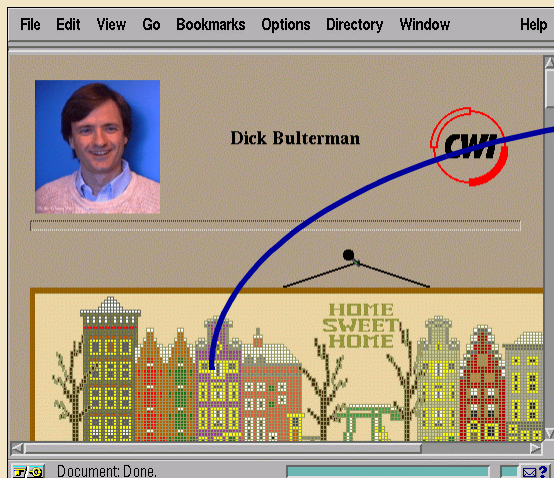 File Edit View Go Bookmarks Options Directory Window Help
Dick Bulterman
CWI
HOME
SWEET
HOME
Document: Done.
?